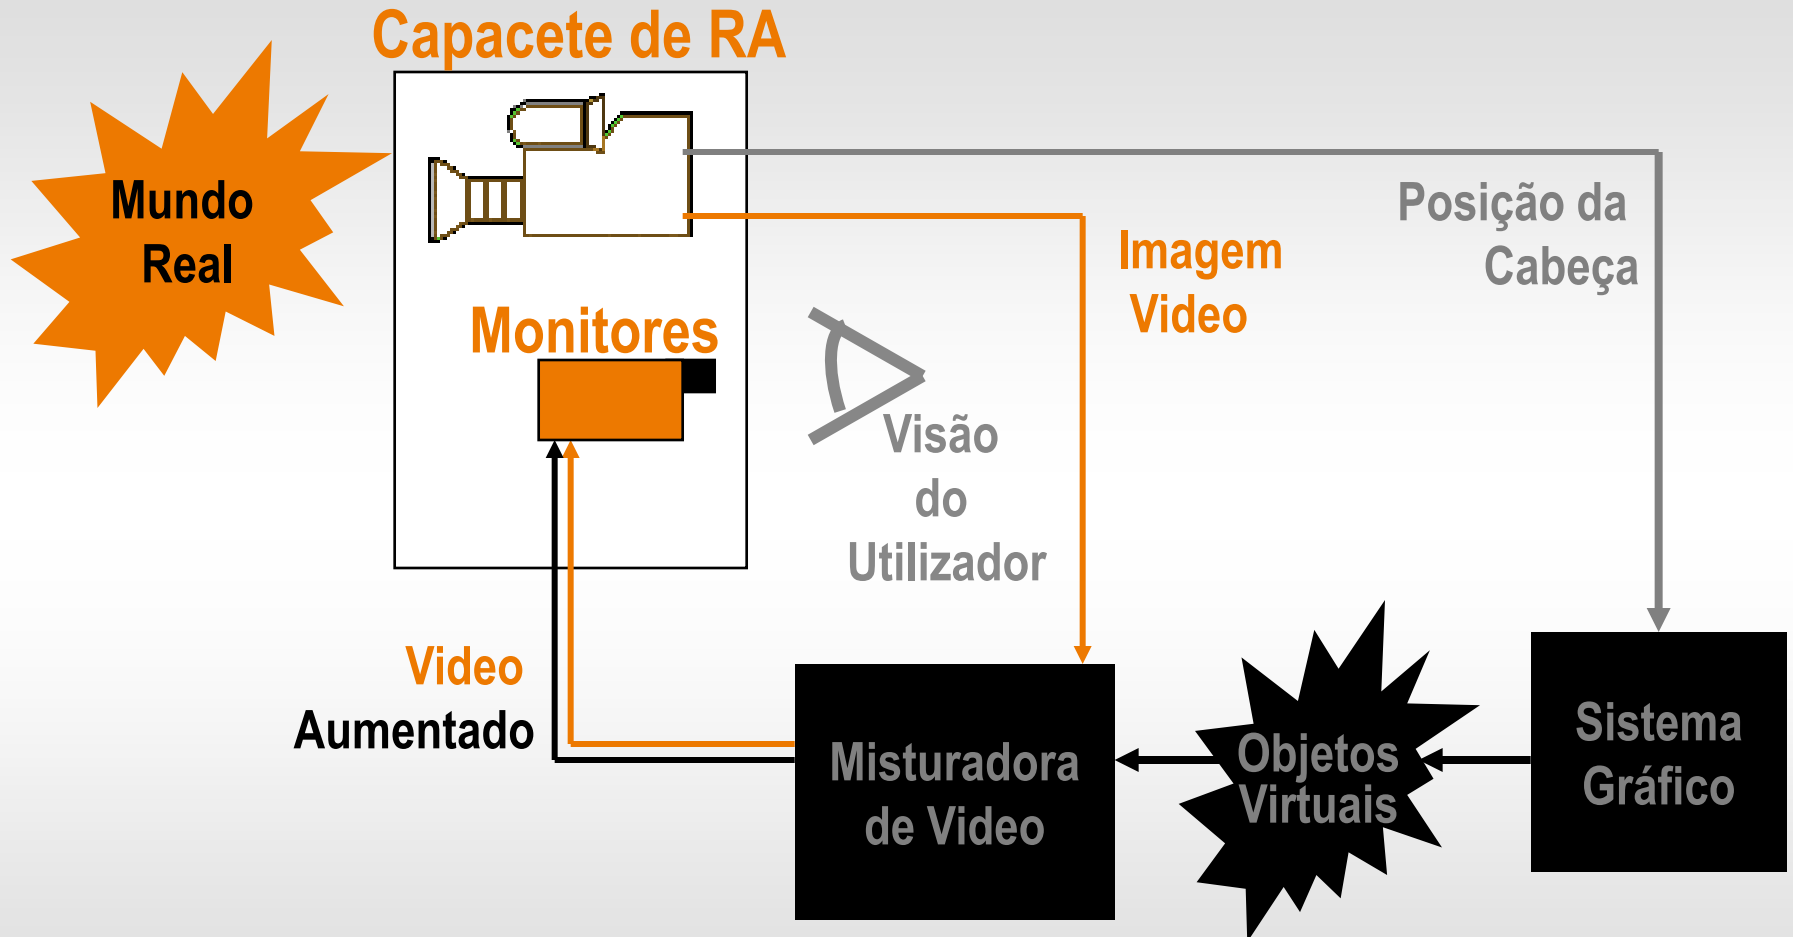 Capacete de RA
Mundo
Real
Posição da
Cabeça
Imagem
Video
Monitores
Visão
do
Utilizador
Video
Aumentado
Misturadora
de Video
Objetos
Virtuais
Sistema
Gráfico